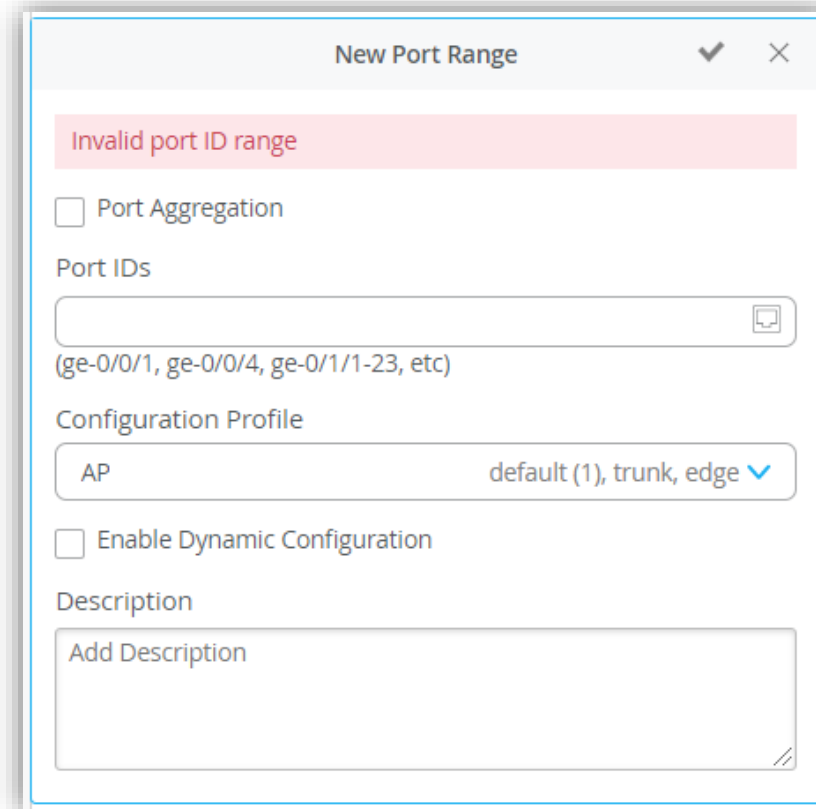 New Port Range
Invalid port ID range
Port Aggregation
Port IDs
(ge-0/0/1, ge-0/0/4, ge-0/1/1-23, etc)
Configuration Profile
AP default (1), trunk, edge
Enable Dynamic Configuration
Description
Add Description